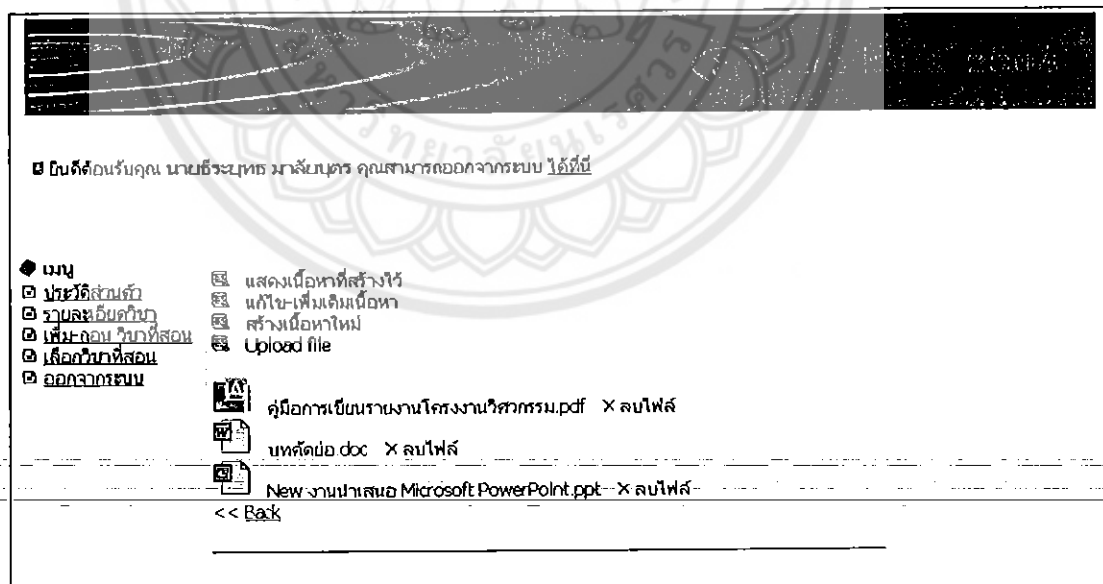 ยินดีต้อนรับคุณ นายธีระยุทธ มาลัยบุตร คุณสามารถออกจากระบบ ได้ที่นี่
เมนู
ประวัติส่วนตัว
รายละเอียดวิชา
เพิ่ม-ถอน วิชาที่สอน
เลือกวิชาที่สอน
ออกจากระบบ
แสดงเนื้อหาที่สร้างไว้
แก้ไข-เพิ่มเติมเนื้อหา
สร้างเนื้อหาใหม่
Upload file
คู่มือการเขียนรายงานโครงงานวิศวกรรม.pdf X ลบไฟล์
บทคัดย่อ.doc X ลบไฟล์
New งานนำเสนอ Microsoft PowerPoint.ppt X ลบไฟล์
<< Back